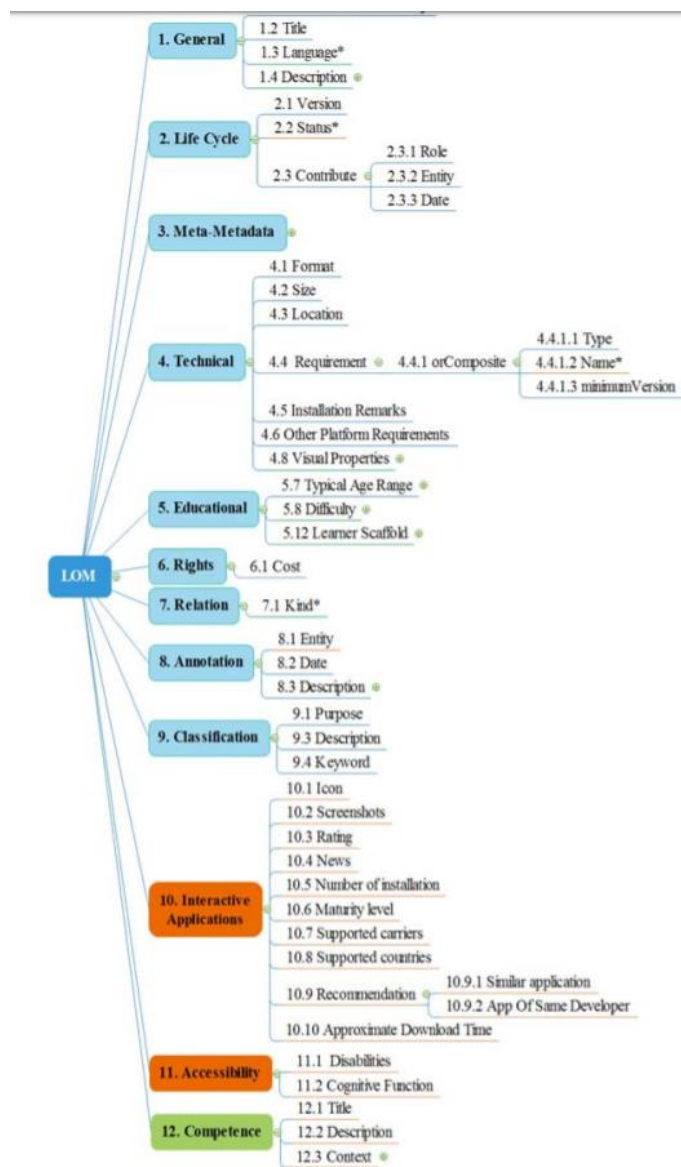 1. General
1.2 Title
1.3 Language*
1.4 Description
2. Life Cycle
2.1 Version
2.2 Status*
2.3 Contribute
2.3.1 Role
2.3.2 Entity
2.3.3 Date
3. Meta-Metadata
4. Technical
4.1 Format
4.2 Size
4.3 Location
4.4 Requirement
4.4.1 orComposite
4.4.1.1 Type
4.4.1.2 Name*
4.4.1.3 minimumVersion
4.5 Installation Remarks
4.6 Other Platform Requirements
4.8 Visual Properties
5. Educational
5.7 Typical Age Range
5.8 Difficulty
5.12 Learner Scaffold
LOM
6. Rights
6.1 Cost
7. Relation
7.1 Kind*
8. Annotation
8.1 Entity
8.2 Date
8.3 Description
9. Classification
9.1 Purpose
9.3 Description
9.4 Keyword
10. Interactive
Applications
10.1 Icon
10.2 Screenshots
10.3 Rating
10.4 News
10.5 Number of installation
10.6 Maturity level
10.7 Supported carriers
10.8 Supported countries
10.9 Recommendation
10.9.1 Similar application
10.9.2 App Of Same Developer
10.10 Approximate Download Time
11. Accessibility
11.1 Disabilities
11.2 Cognitive Function
12. Competence
12.1 Title
12.2 Description
12.3 Context